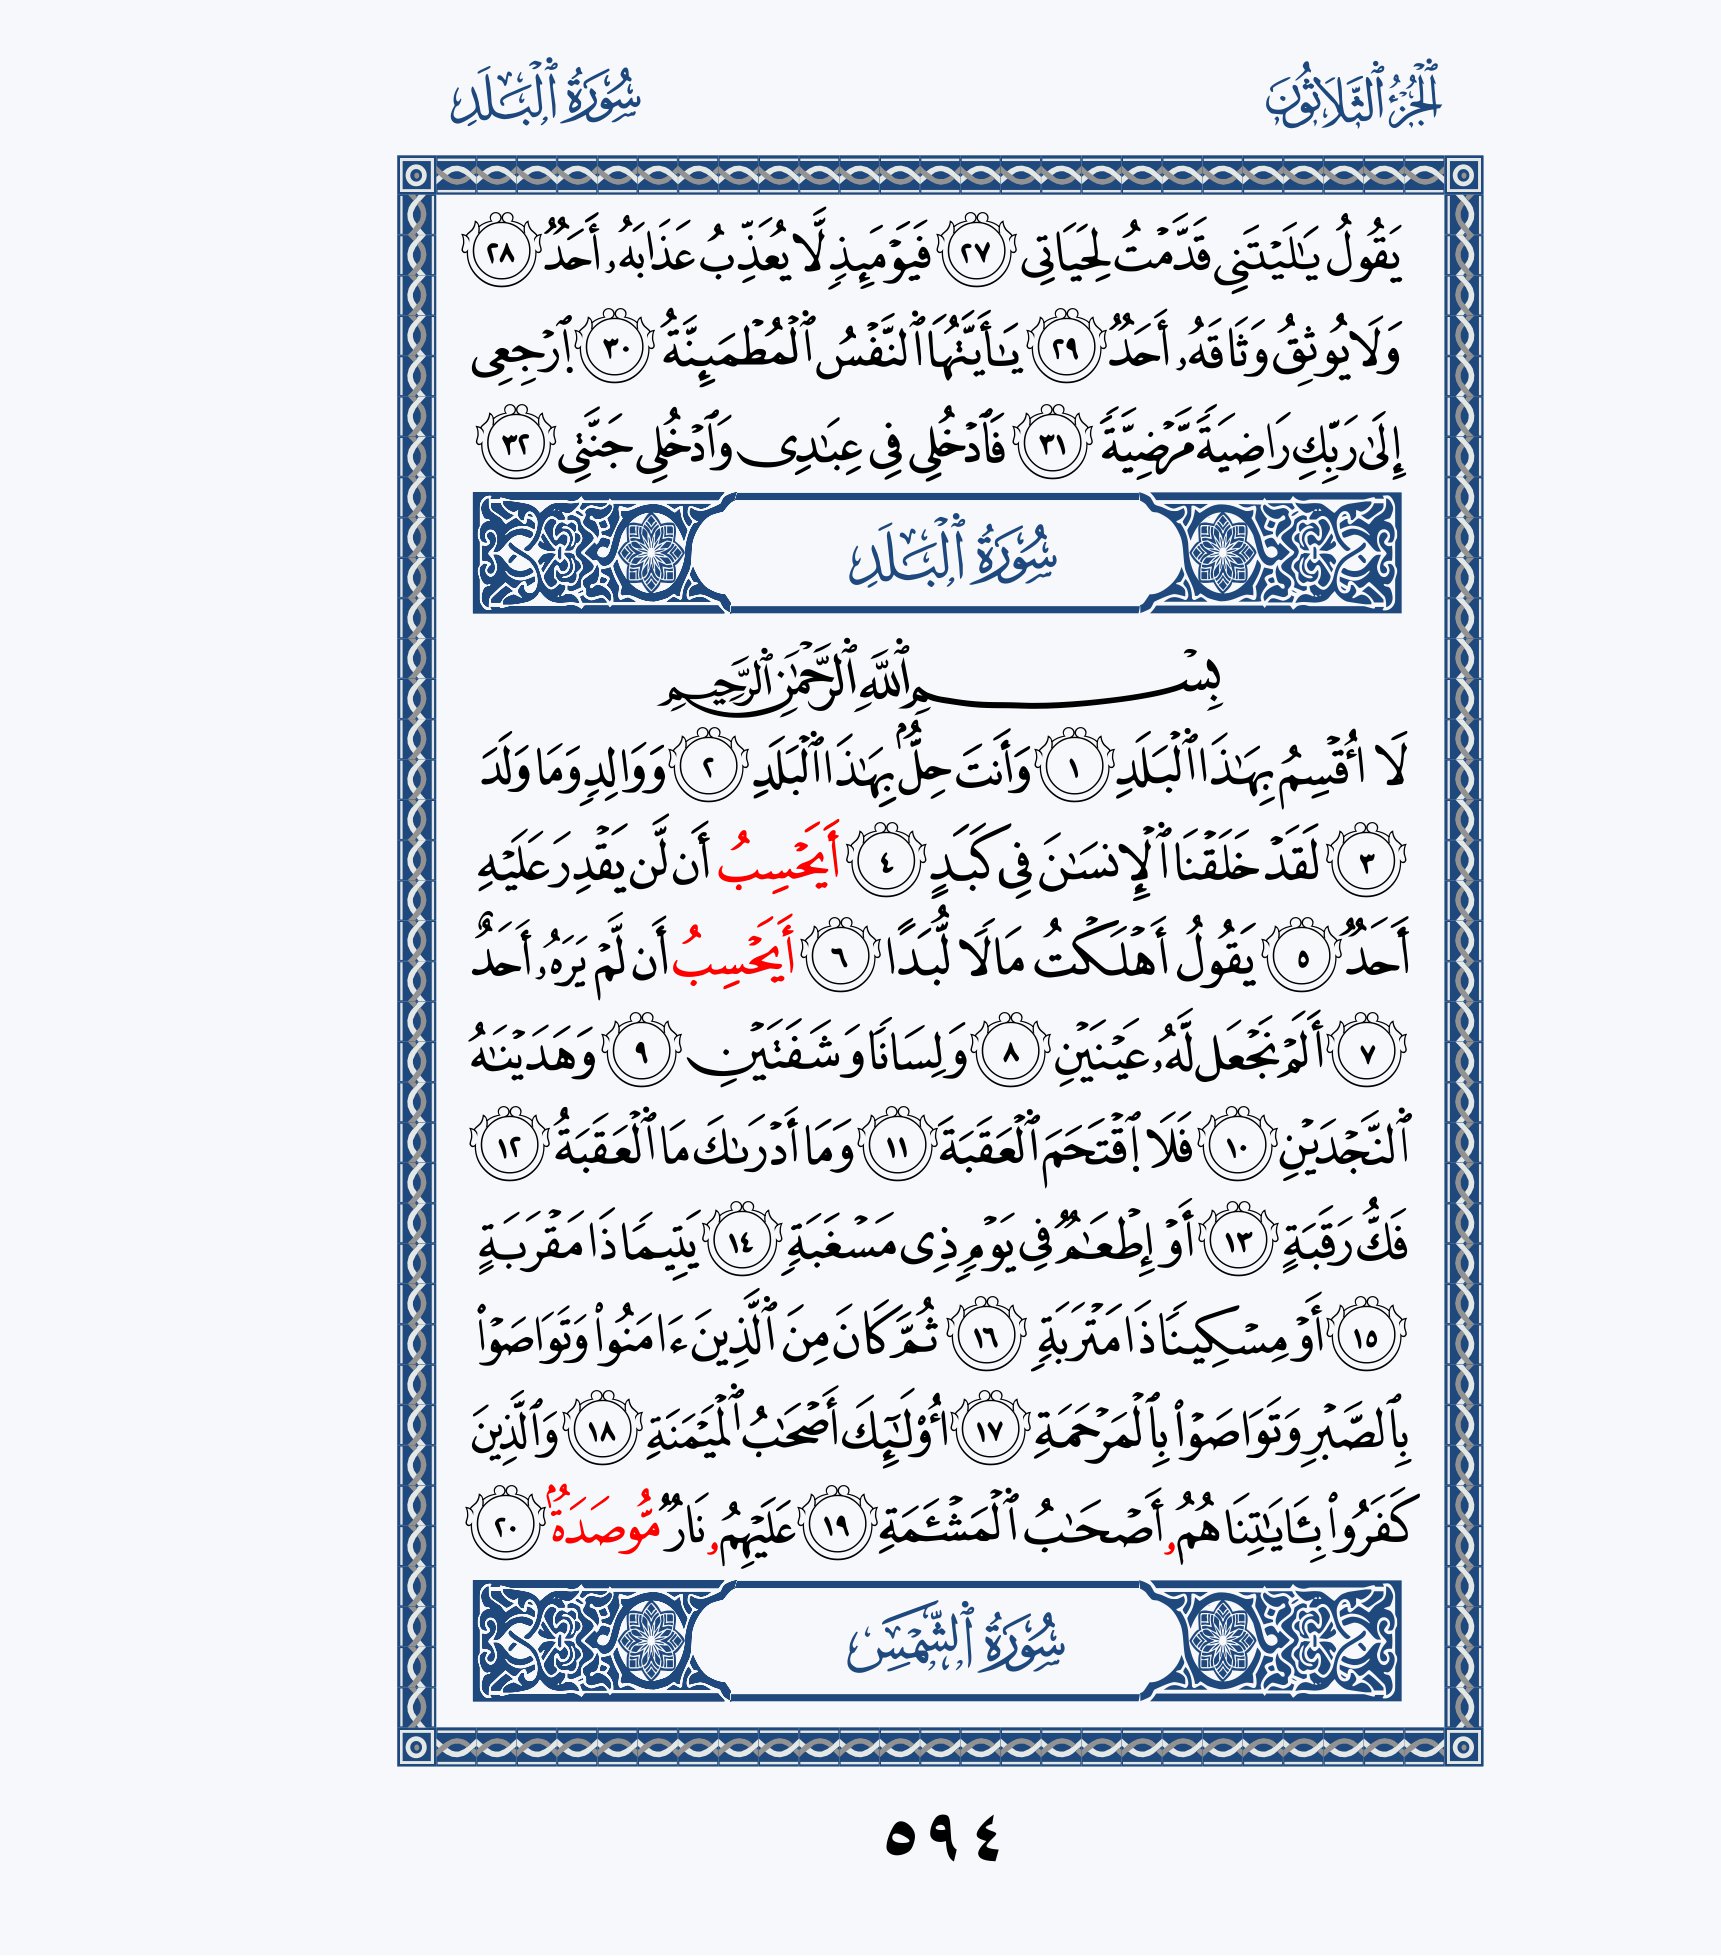 ٱلْجُزْءُ ٱلثَّلَاثُونَ سُورَةُ ٱلْبَلَدِ
يَقُولُ يَٰلَيْتَنِي قَدَّمْتُ لِحَيَاتِي ٢٧ فَيَوْمَئِذٖ لَّا يُعَذِّبُ عَذَابَهُۥ أَحَدٞ ٢٨
وَلَا يُوثِقُ وَثَاقَهُۥ أَحَدٞ ٢٩ يَٰأَيَّتُهَا ٱلنَّفْسُ ٱلْمُطْمَئِنَّةُ ٣٠ ٱِرْجِعِي
إِلَىٰ رَبِّكِ رَاضِيَةٗ مَّرْضِيَّةٗ ٣١ فَٱدْخُلِي فِي عِبَٰدِي وَٱدْخُلِي جَنَّتِي ٣٢
سُورَةُ ٱلْبَلَدِ
بِسْمِ ٱللَّهِ ٱلرَّحْمَٰنِ ٱلرَّحِيمِ
لَا أُقْسِمُ بِهَٰذَا ٱلْبَلَدِ ١ وَأَنتَ حِلُّۢ بِهَٰذَا ٱلْبَلَدِ ٢ وَوَالِدٖ وَمَا وَلَدَ
٣ لَقَدْ خَلَقْنَا ٱلْإِنسَٰنَ فِي كَبَدٍ ٤ أَيَحْسِبُ أَن لَّن يَقْدِرَ عَلَيْهِ
أَحَدٞ ٥ يَقُولُ أَهْلَكْتُ مَالٗا لُّبَدًا ٦ أَيَحْسِبُ أَن لَّمْ يَرَهُۥ أَحَدٌ
٧ أَلَمْ نَجْعَل لَّهُۥ عَيْنَيْنِ ٨ وَلِسَانٗا وَشَفَتَيْنِ ٩ وَهَدَيْنَٰهُ
ٱلنَّجْدَيْنِ ١٠ فَلَا ٱِقْتَحَمَ ٱلْعَقَبَةَ ١١ وَمَا أَدْرَىٰكَ مَا ٱلْعَقَبَةُ ١٢
فَكُّ رَقَبَةٍ ١٣ أَوْ إِطْعَٰمٞ فِي يَوْمٖ ذِي مَسْغَبَةٖ ١٤ يَتِيمٗا ذَا مَقْرَبَةٍ
١٥ أَوْ مِسْكِينٗا ذَا مَتْرَبَةٖ ١٦ ثُمَّ كَانَ مِنَ ٱلَّذِينَ ءَامَنُواْ وَتَوَاصَوْاْ
بِٱلصَّبْرِ وَتَوَاصَوْاْ بِٱلْمَرْحَمَةِ ١٧ أُوْلَٰئِكَ أَصْحَٰبُ ٱلْمَيْمَنَةِ ١٨ وَٱلَّذِينَ
كَفَرُواْ بِـَٔايَٰتِنَا هُمُۥ أَصْحَٰبُ ٱلْمَشْـَٔمَةِ ١٩ عَلَيْهِمُۥ نَارٞ مُّوصَدَةُۢ ٢٠
سُورَةُ ٱلشَّمْسِ
٥٩٤